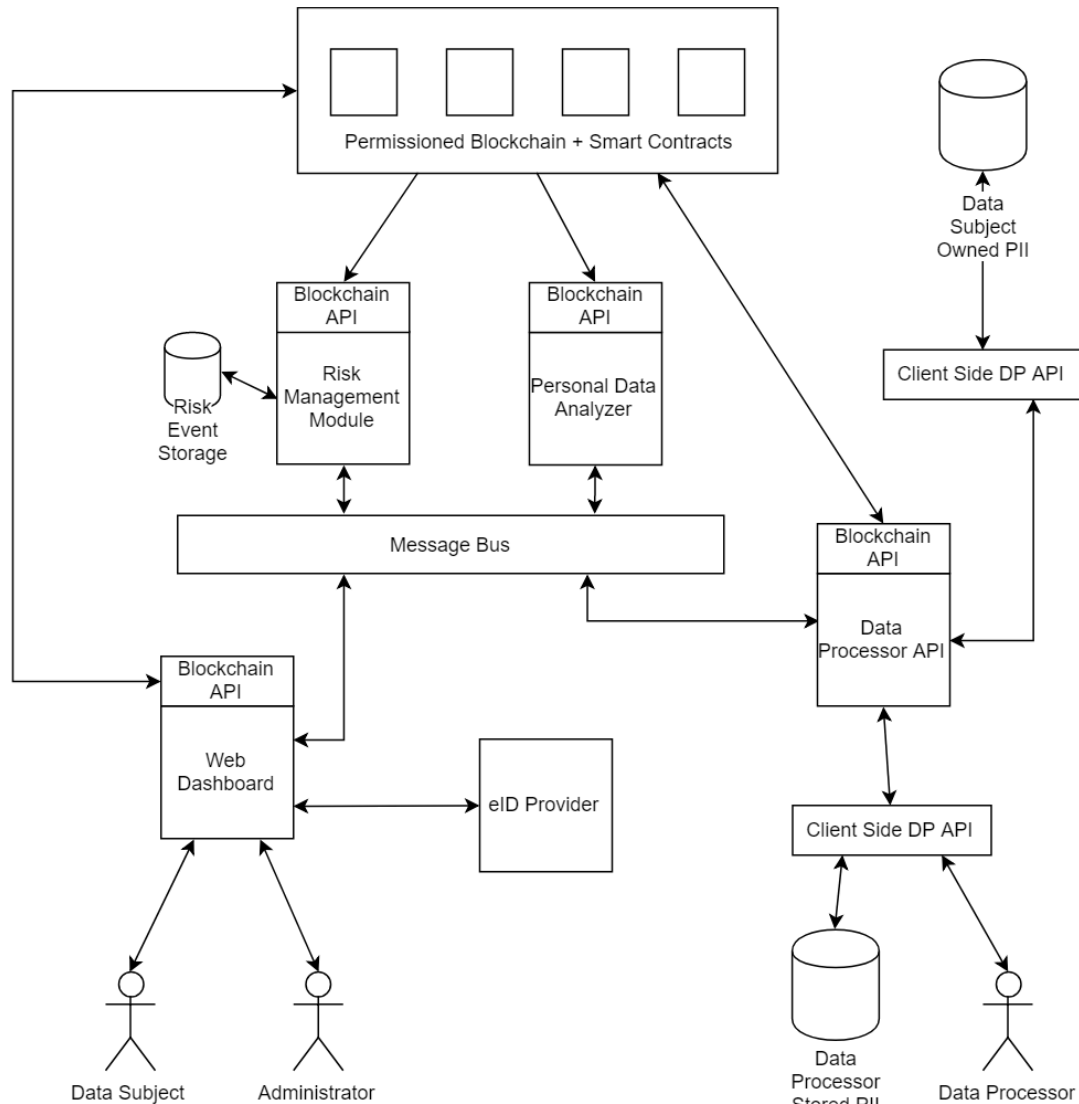 Permissioned Blockchain + Smart Contracts
Data
Subject
Owned PII
Blockchain
API
Blockchain
API
Risk
Management
Module
Personal Data
Analyzer
Risk
Event
Storage
Client Side DP API
Message Bus
Blockchain
API
Data
Processor API
Blockchain
API
Web
Dashboard
eID Provider
Client Side DP API
Data Subject
Administrator
Data
Processor
Stored PII
Data Processor